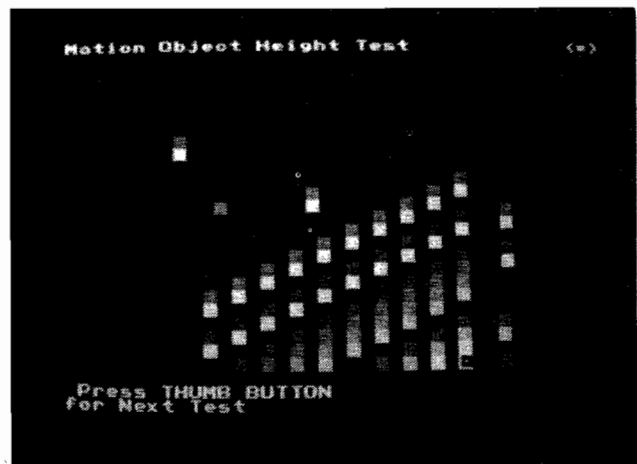 Motion Object Height Test <=>
Press THUMB BUTTON
for Next Test